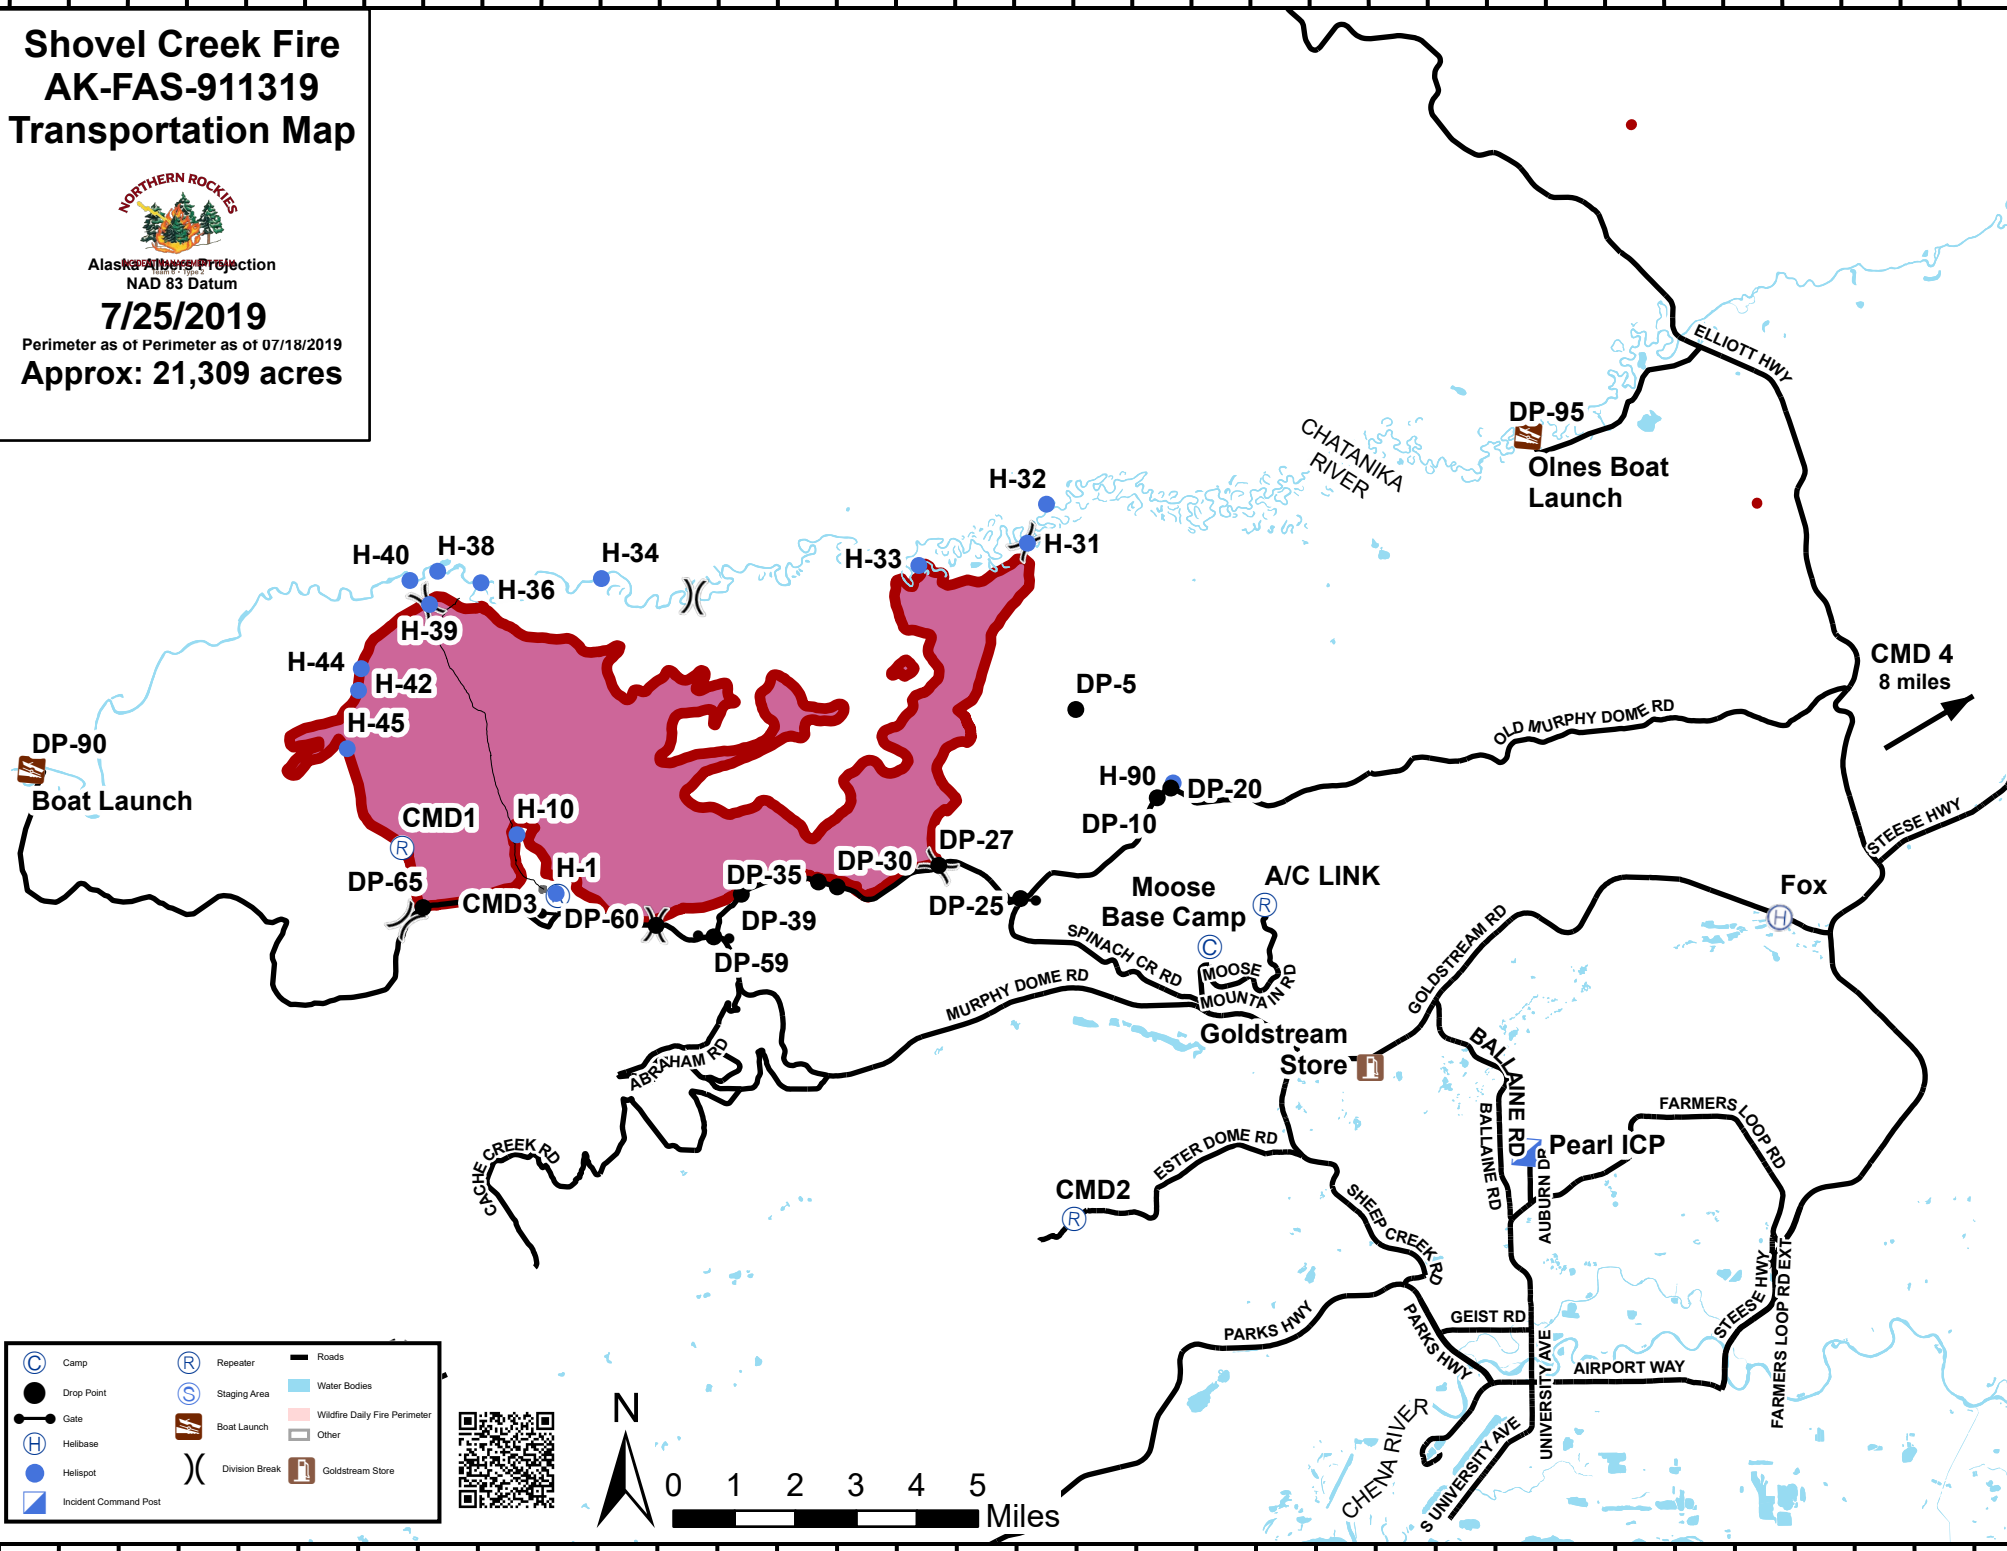 Shovel Creek Fire
AK-FAS-911319
Transportation Map
NORTHERN ROCKIES
INCIDENT MANAGEMENT TEAM
Team 6 • Type 2
Alaska Albers Projection
NAD 83 Datum
7/25/2019
Perimeter as of Perimeter as of 07/18/2019
Approx: 21,309 acres
ELLIOTT HWY
DP-95
Olnes Boat
Launch
CHATANIKA
RIVER
H-32
H-31
H-33
H-34
H-38
H-40
H-36
H-39
H-44
H-42
H-45
CMD 4
8 miles
DP-5
OLD MURPHY DOME RD
DP-90
Boat Launch
H-90
DP-20
DP-10
H-10
CMD1
STEESE HWY
DP-27
DP-30
DP-35
H-1
DP-65
CMD3
DP-60
DP-39
DP-25
DP-59
Moose
Base Camp
A/C LINK
Fox
SPINACH CR RD
MOOSE
MOUNTAIN RD
GOLDSTREAM RD
MURPHY DOME RD
Goldstream
Store
ABRAHAM RD
BALLAINE RD
BALLAINE RD
FARMERS LOOP RD
Pearl ICP
AUBURN DR
CACHE CREEK RD
ESTER DOME RD
CMD2
SHEEP CREEK RD
STEESE HWY
FARMERS LOOP RD EXT
PARKS HWY
PARKS HWY
GEIST RD
AIRPORT WAY
UNIVERSITY AVE
CHENA RIVER
S UNIVERSITY AVE
C Camp
Drop Point
Gate
H Helibase
Helispot
Incident Command Post
R Repeater
S Staging Area
Boat Launch
Division Break
Roads
Water Bodies
Wildfire Daily Fire Perimeter
Other
Goldstream Store
N
0 1 2 3 4 5
Miles